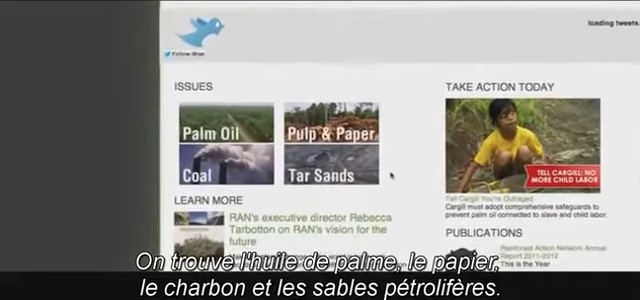 loading tweets
Follow @ran
ISSUES
Palm Oil
Pulp & Paper
Coal
Tar Sands
LEARN MORE
RAN's executive director Rebecca
Tarbotton on RAN's vision for the
future
TAKE ACTION TODAY
TELL CARGILL: NO
MORE CHILD LABOR
Tell Cargill You're Outraged
Cargill must adopt comprehensive safeguards to
prevent palm oil connected to slave and child labor.
PUBLICATIONS
Rainforest Action Network Annual
Report 2011-2012
This is the Year
On trouve l'huile de palme, le papier,
le charbon et les sables pétrolifères.